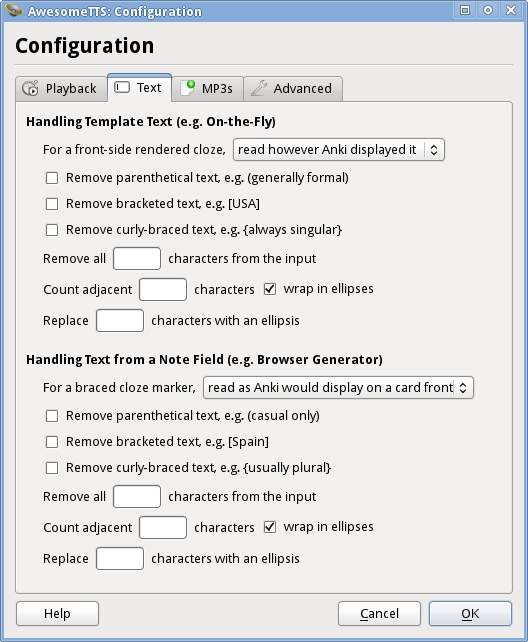 AwesomeTTS: Configuration
Configuration
Playback Text MP3s Advanced
Handling Template Text (e.g. On-the-Fly)
For a front-side rendered cloze, read however Anki displayed it
Remove parenthetical text, e.g. (generally formal)
Remove bracketed text, e.g. [USA]
Remove curly-braced text, e.g. {always singular}
Remove all characters from the input
Count adjacent characters wrap in ellipses
Replace characters with an ellipsis
Handling Text from a Note Field (e.g. Browser Generator)
For a braced cloze marker, read as Anki would display on a card front
Remove parenthetical text, e.g. (casual only)
Remove bracketed text, e.g. [Spain]
Remove curly-braced text, e.g. {usually plural}
Remove all characters from the input
Count adjacent characters wrap in ellipses
Replace characters with an ellipsis
Help Cancel OK